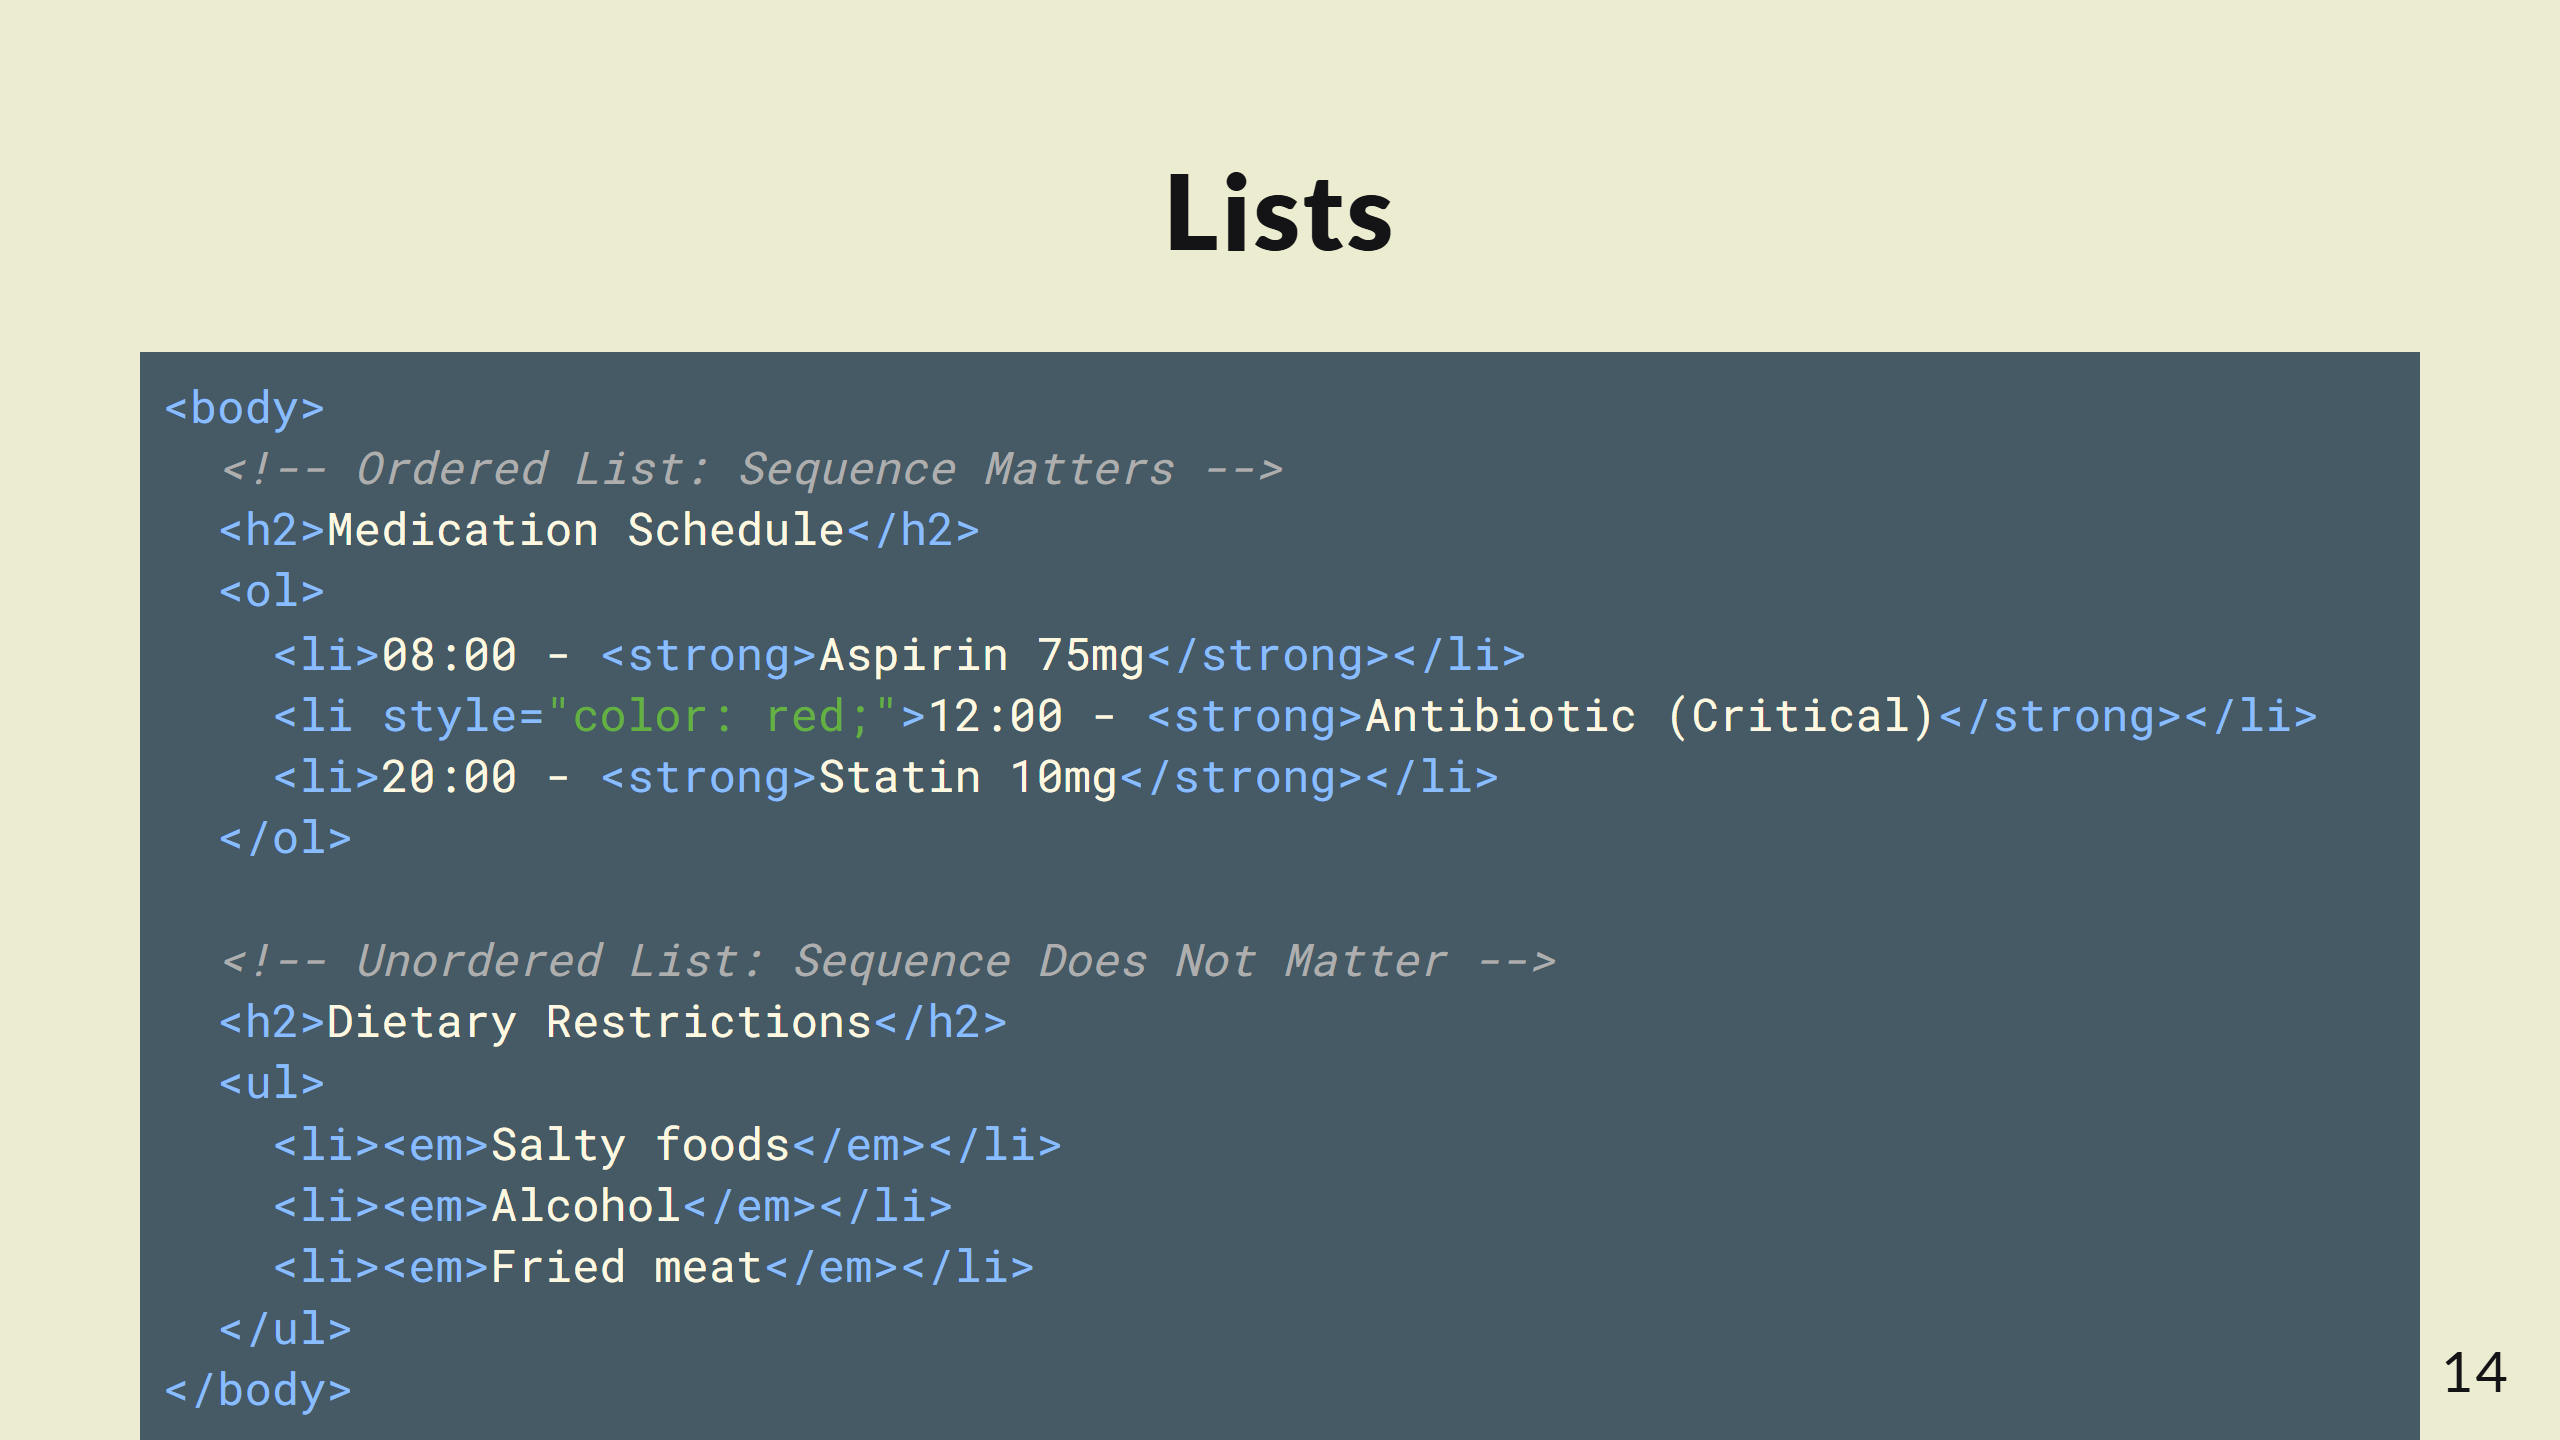 Lists
<body>
  <!-- Ordered List: Sequence Matters -->
  <h2>Medication Schedule</h2>
  <ol>
    <li>08:00 - <strong>Aspirin 75mg</strong></li>
    <li style="color: red;">12:00 - <strong>Antibiotic (Critical)</strong></li>
    <li>20:00 - <strong>Statin 10mg</strong></li>
  </ol>
  <!-- Unordered List: Sequence Does Not Matter -->
  <h2>Dietary Restrictions</h2>
  <ul>
    <li><em>Salty foods</em></li>
    <li><em>Alcohol</em></li>
    <li><em>Fried meat</em></li>
  </ul>
</body>
14